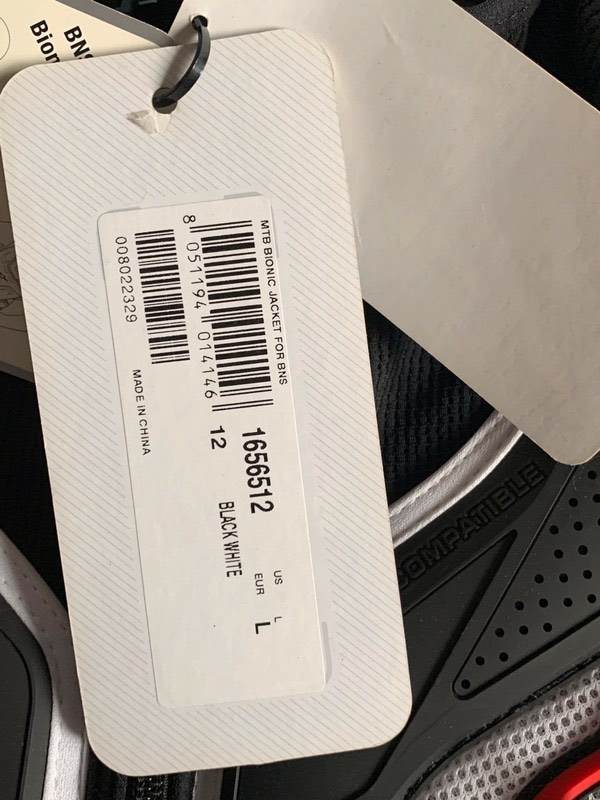 MTB BIONIC JACKET FOR BNS
8 051194 014146
008022329
MADE IN CHINA
1656512
12
BLACK WHITE
US L
EUR L
BNS
COMPATIBLE